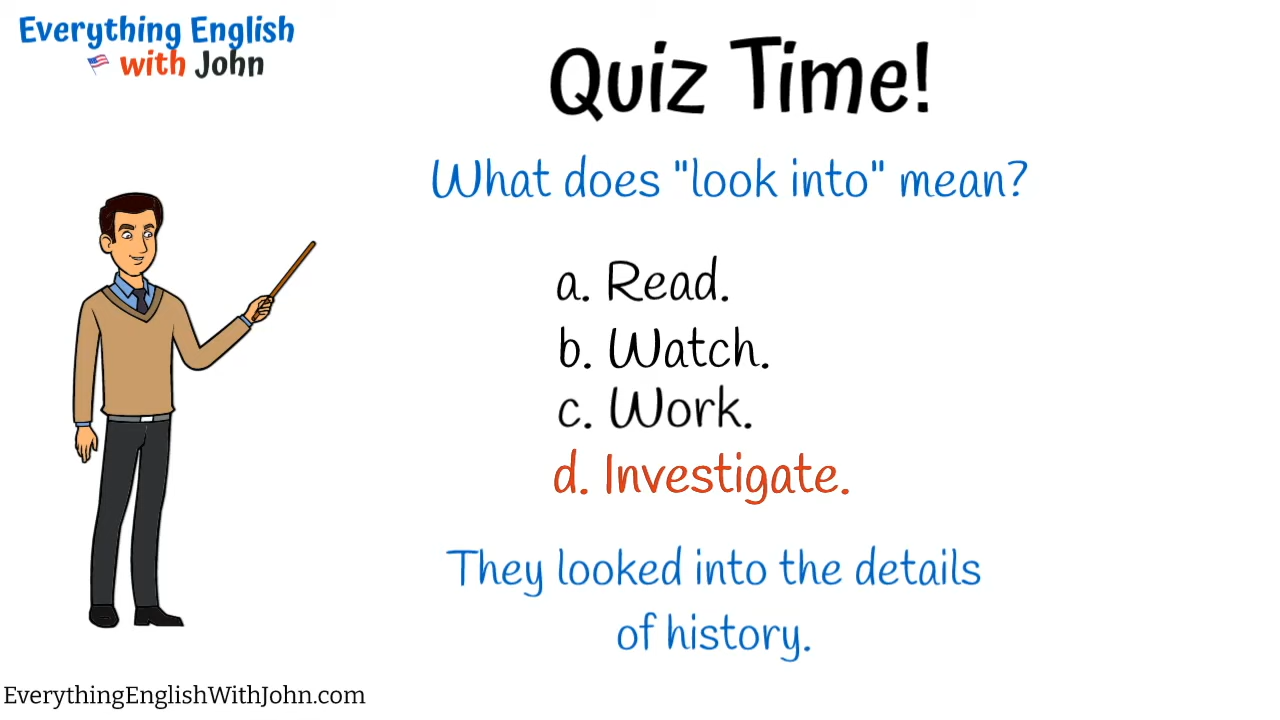 Everything English
with John
Quiz Time!
What does "look into" mean?
a. Read.
b. Watch.
c. Work.
d. Investigate.
They looked into the details
of history.
EverythingEnglishWithJohn.com